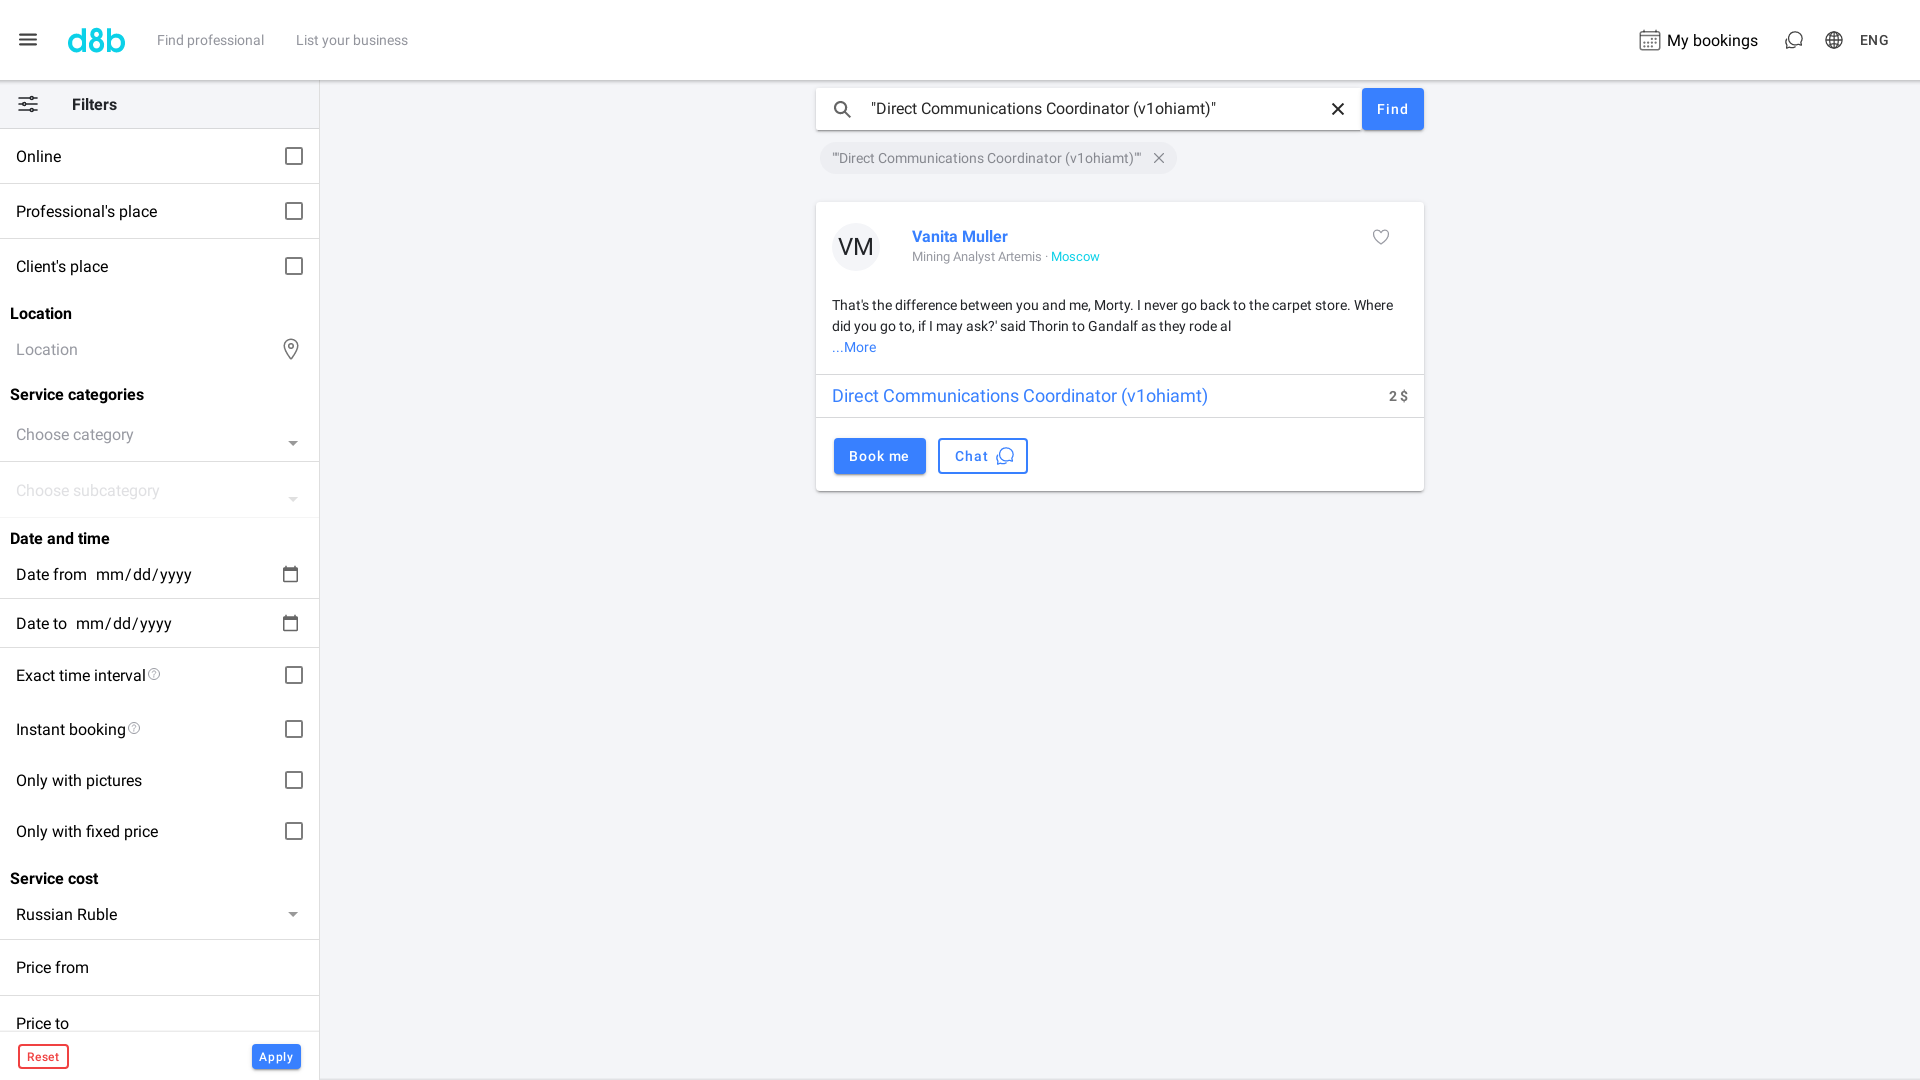 d8b
Find professional
List your business
My bookings
ENG
Filters
Online
Professional's place
Client's place
Location
Location
Service categories
Choose category
Choose subcategory
Date and time
Date from mm/dd/yyyy
Date to mm/dd/yyyy
Exact time interval
Instant booking
Only with pictures
Only with fixed price
Service cost
Russian Ruble
Price from
Price to
Reset
Apply
"Direct Communications Coordinator (v1ohiamt)"
Find
""Direct Communications Coordinator (v1ohiamt)""
VM
Vanita Muller
Mining Analyst Artemis · Moscow
That's the difference between you and me, Morty. I never go back to the carpet store. Where
did you go to, if I may ask?' said Thorin to Gandalf as they rode al
...More
Direct Communications Coordinator (v1ohiamt)
2 $
Book me
Chat